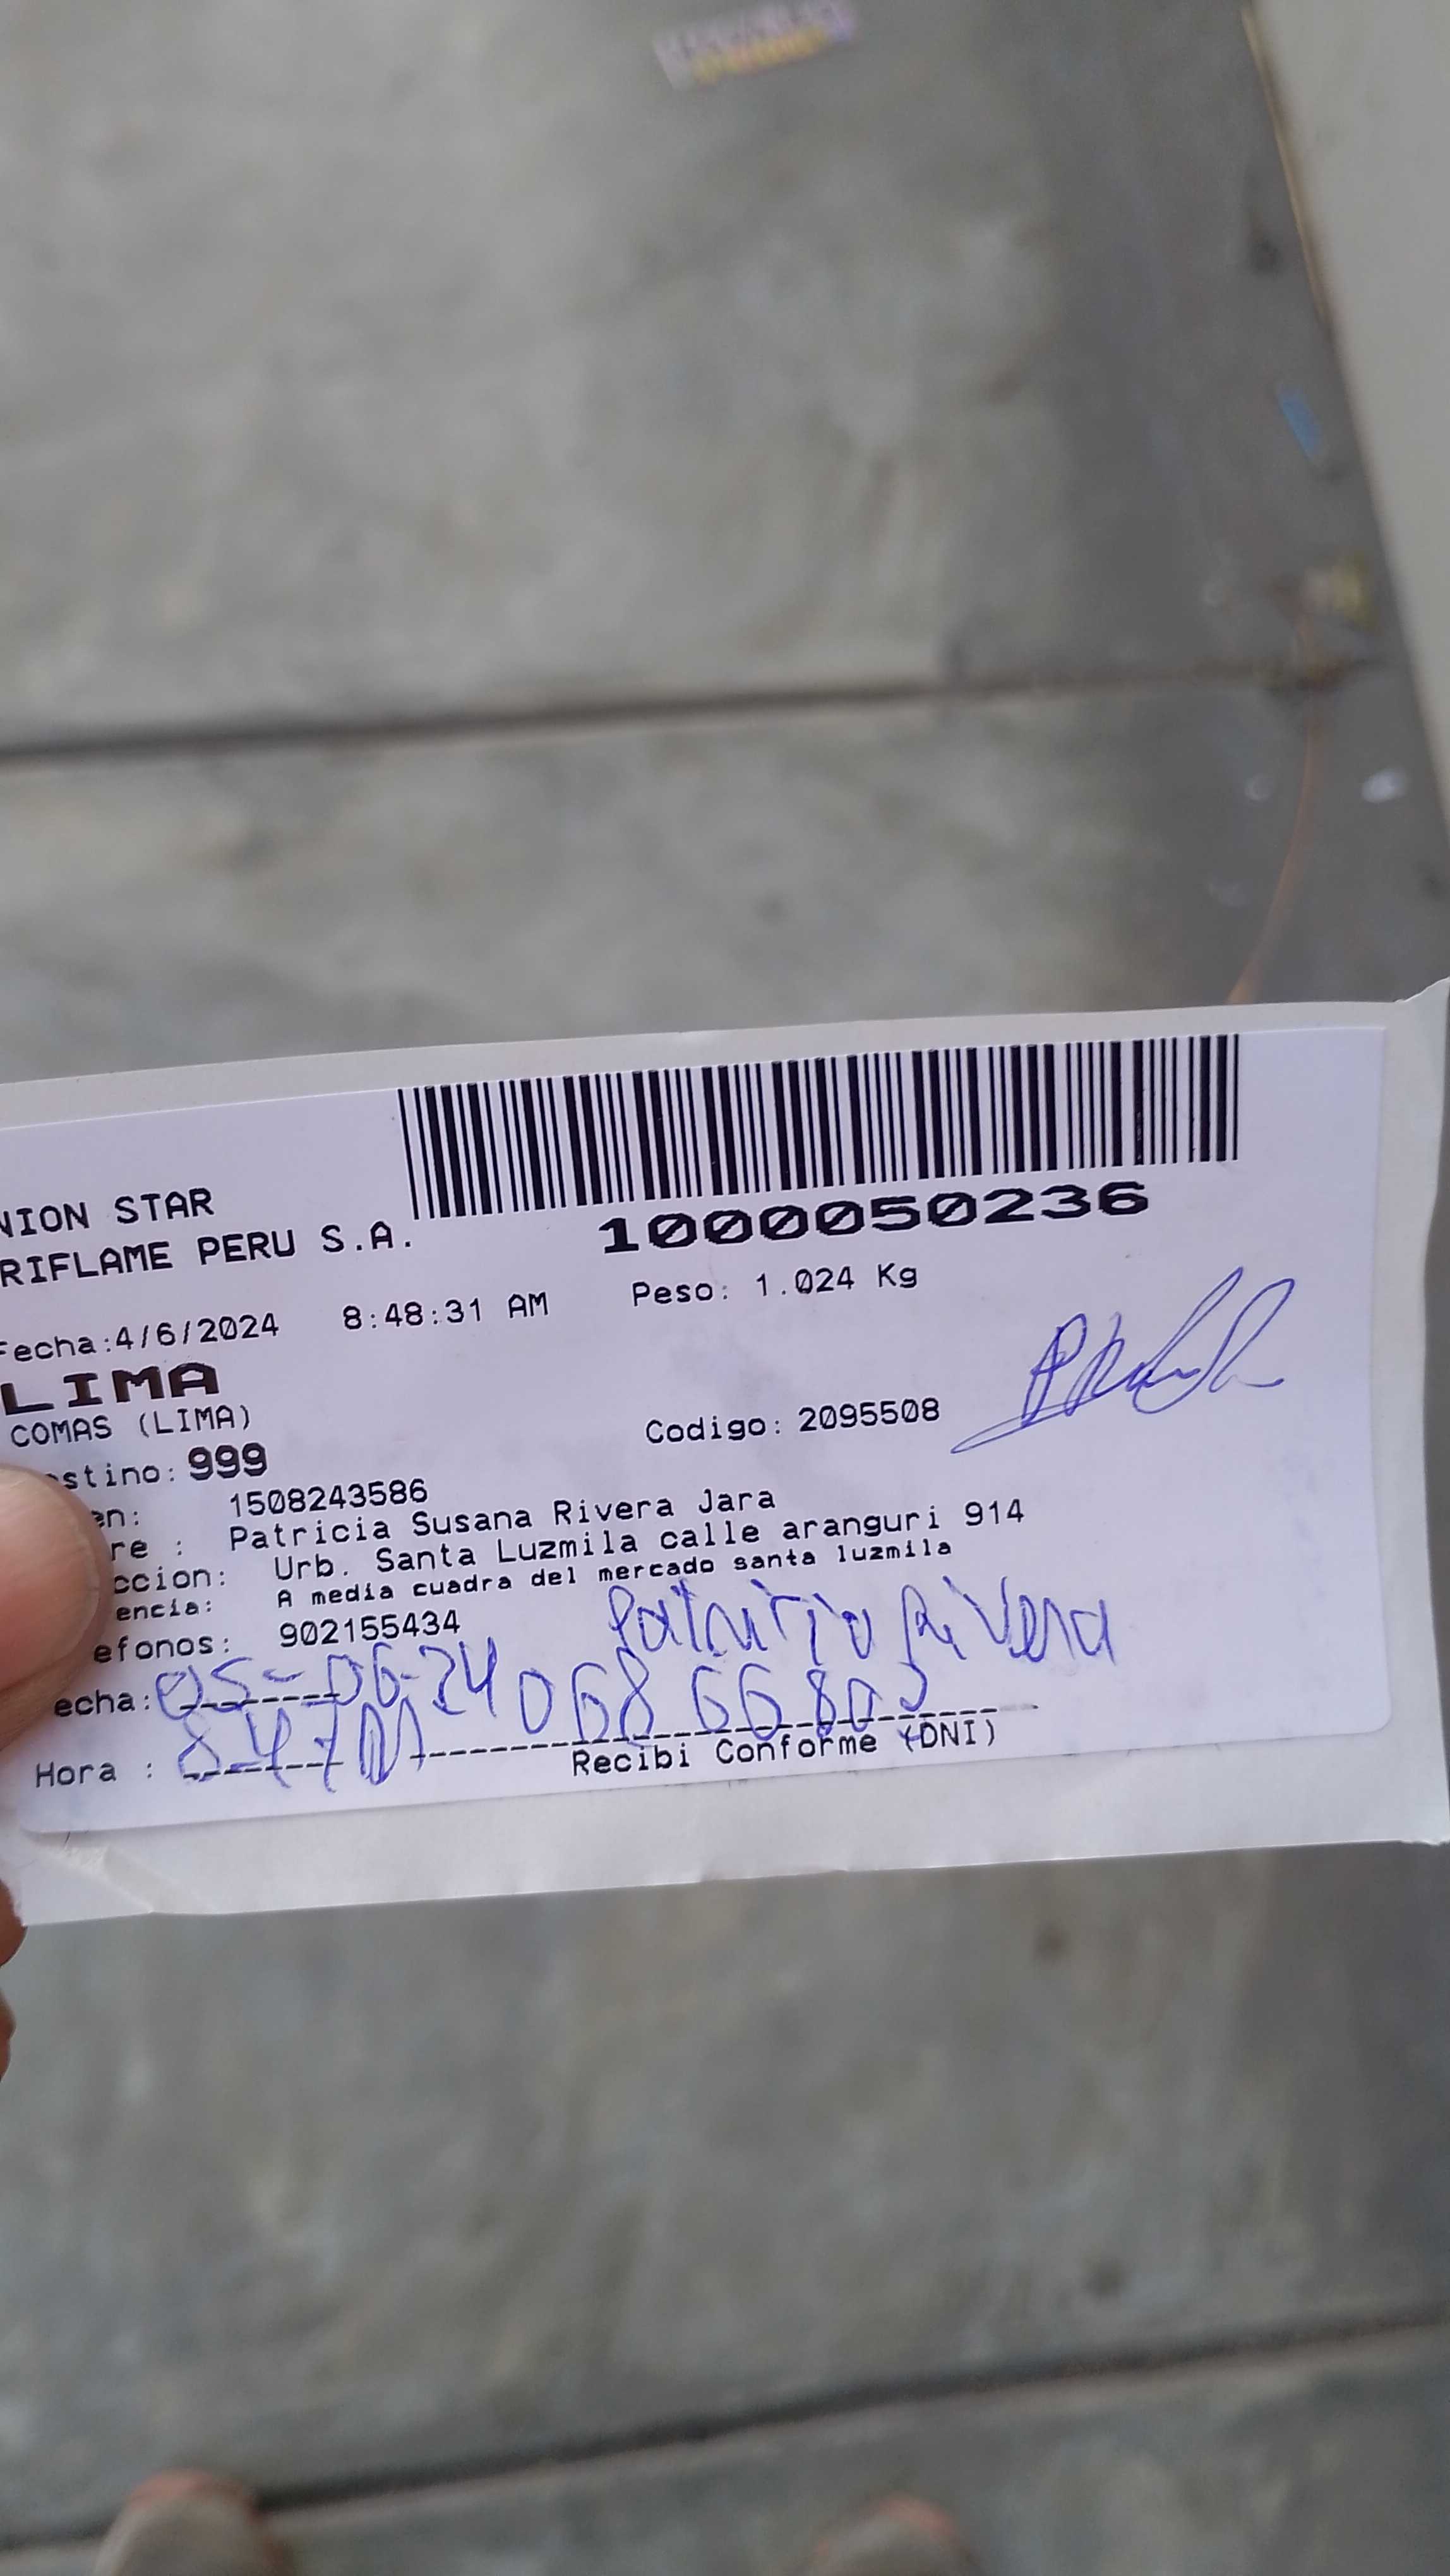 NION STAR
RIFLAME PERU S.A.
1000050236
Fecha:4/6/2024 8:48:31 AM Peso: 1.024 Kg
LIMA
COMAS (LIMA) Codigo: 2095508
stino: 999
en: 1508243586
re : Patricia Susana Rivera Jara
ccion: Urb. Santa Luzmila calle aranguri 914
encia: A media cuadra del mercado santa luzmila
efonos: 902155434
Patricia Rivera
echa: 05-06-24
Hora :
Recibi Conforme (DNI)